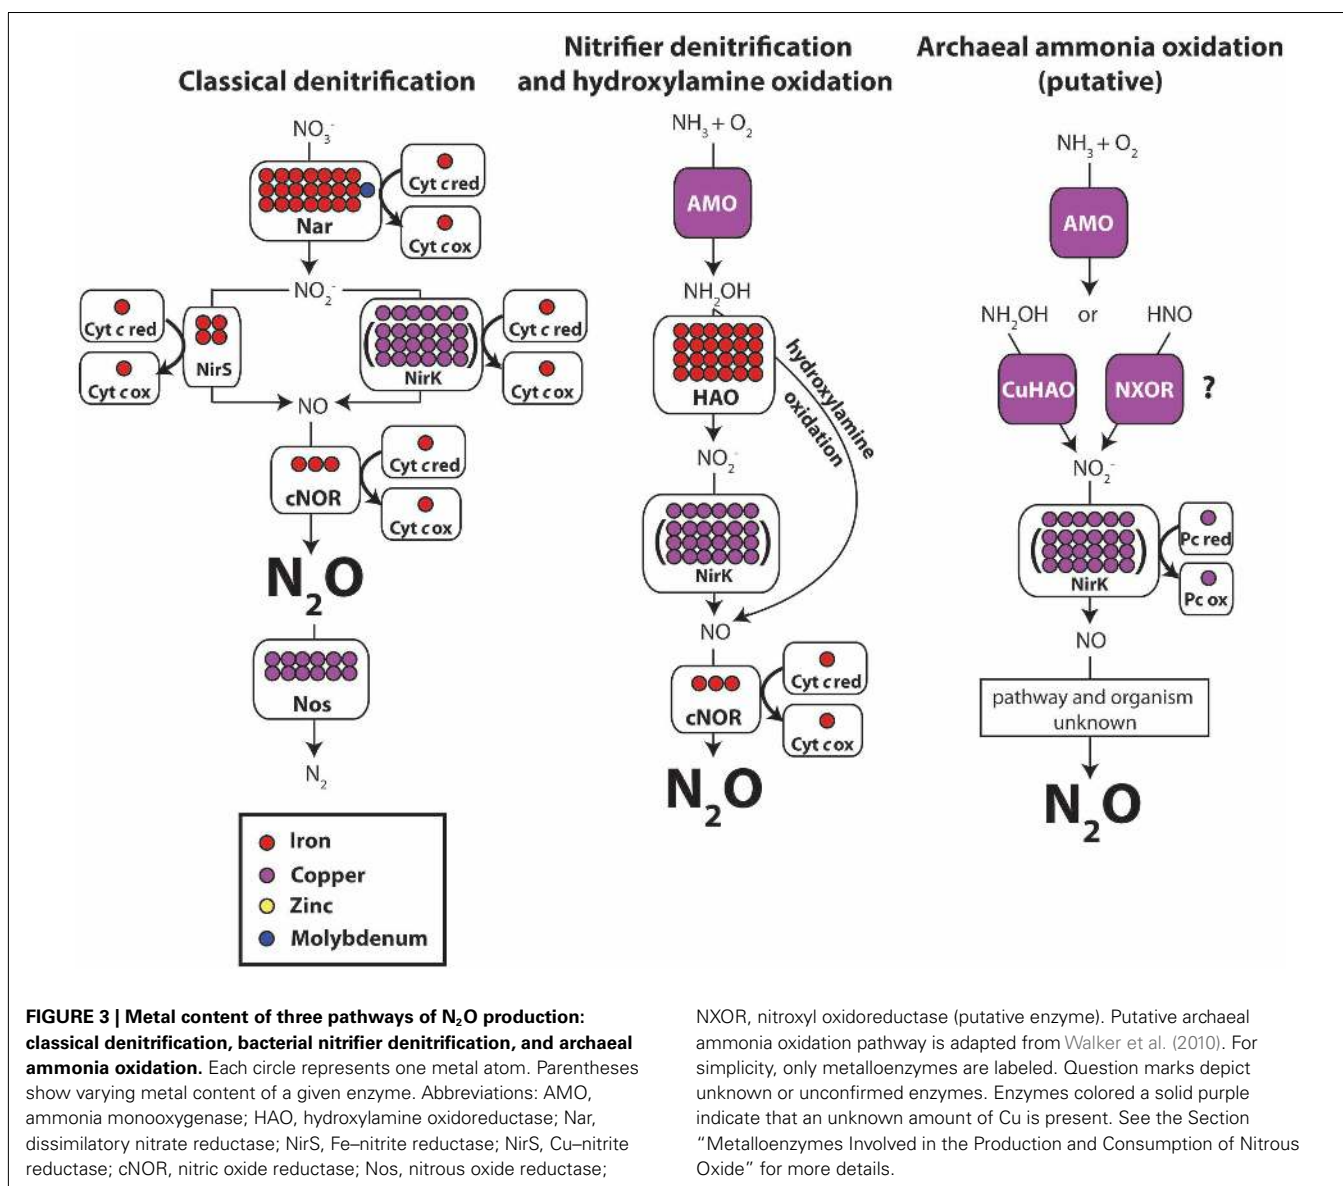 Classical denitrification
NO3-
Nar
Cyt c red
Cyt c ox
NO2-
Cyt c red
Cyt c ox
NirS
NirK
Cyt c red
Cyt c ox
NO
cNOR
Cyt c red
Cyt c ox
N2O
Nos
N2
Iron
Copper
Zinc
Molybdenum
Nitrifier denitrification
and hydroxylamine oxidation
NH3 + O2
AMO
NH2OH
HAO
hydroxylamine
oxidation
NO2-
NirK
NO
cNOR
Cyt c red
Cyt c ox
N2O
Archaeal ammonia oxidation
(putative)
NH3 + O2
AMO
NH2OH or HNO
CuHAO NXOR ?
NO2-
NirK
Pc red
Pc ox
NO
pathway and organism
unknown
N2O
FIGURE 3 | Metal content of three pathways of N2O production:
classical denitrification, bacterial nitrifier denitrification, and archaeal
ammonia oxidation. Each circle represents one metal atom. Parentheses
show varying metal content of a given enzyme. Abbreviations: AMO,
ammonia monooxygenase; HAO, hydroxylamine oxidoreductase; Nar,
dissimilatory nitrate reductase; NirS, Fe–nitrite reductase; NirS, Cu–nitrite
reductase; cNOR, nitric oxide reductase; Nos, nitrous oxide reductase;
NXOR, nitroxyl oxidoreductase (putative enzyme). Putative archaeal
ammonia oxidation pathway is adapted from Walker et al. (2010). For
simplicity, only metalloenzymes are labeled. Question marks depict
unknown or unconfirmed enzymes. Enzymes colored a solid purple
indicate that an unknown amount of Cu is present. See the Section
“Metalloenzymes Involved in the Production and Consumption of Nitrous
Oxide” for more details.